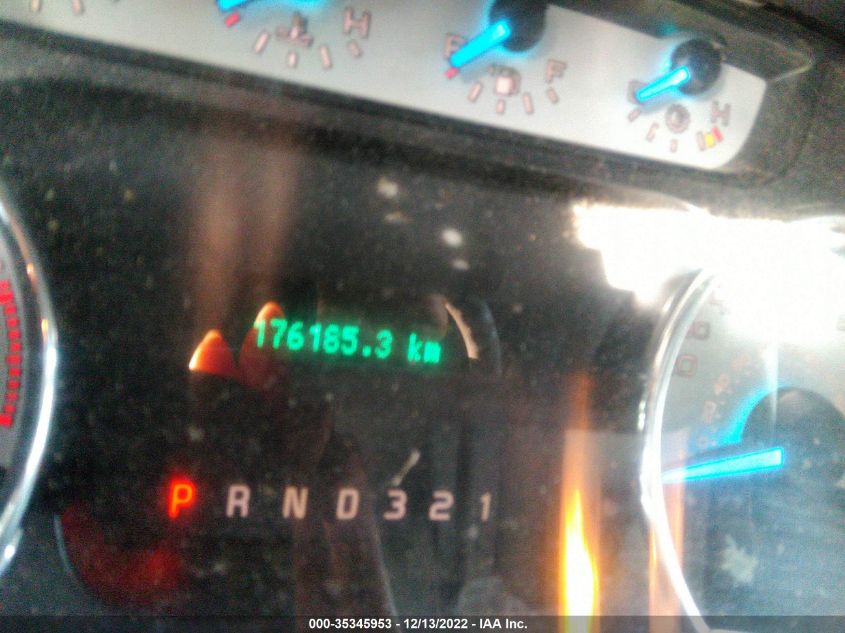 H
E F
H
176185.3 km
P R N D 3 2 1
000-35345953 – 12/13/2022 - IAA Inc.